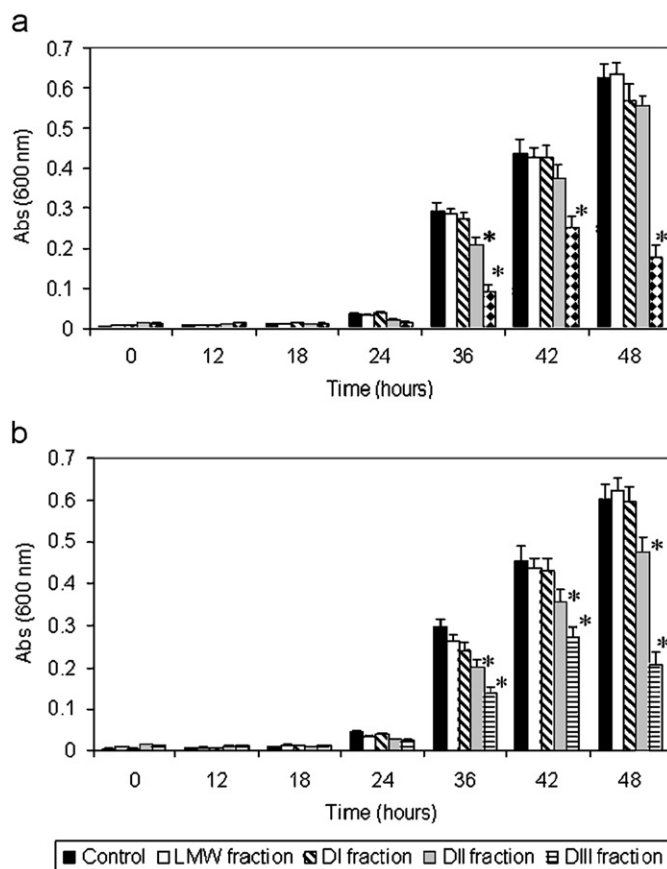 a
0.7
0.6
0.5
0.4
0.3
0.2
0.1
0
Abs (600 nm)
* *
*
*
0 12 18 24 36 42 48
Time (hours)
b
0.7
0.6
0.5
0.4
0.3
0.2
0.1
0
Abs (600 nm)
* *
* *
* *
0 12 18 24 36 42 48
Time (hours)
Control LMW fraction DI fraction DII fraction DIII fraction